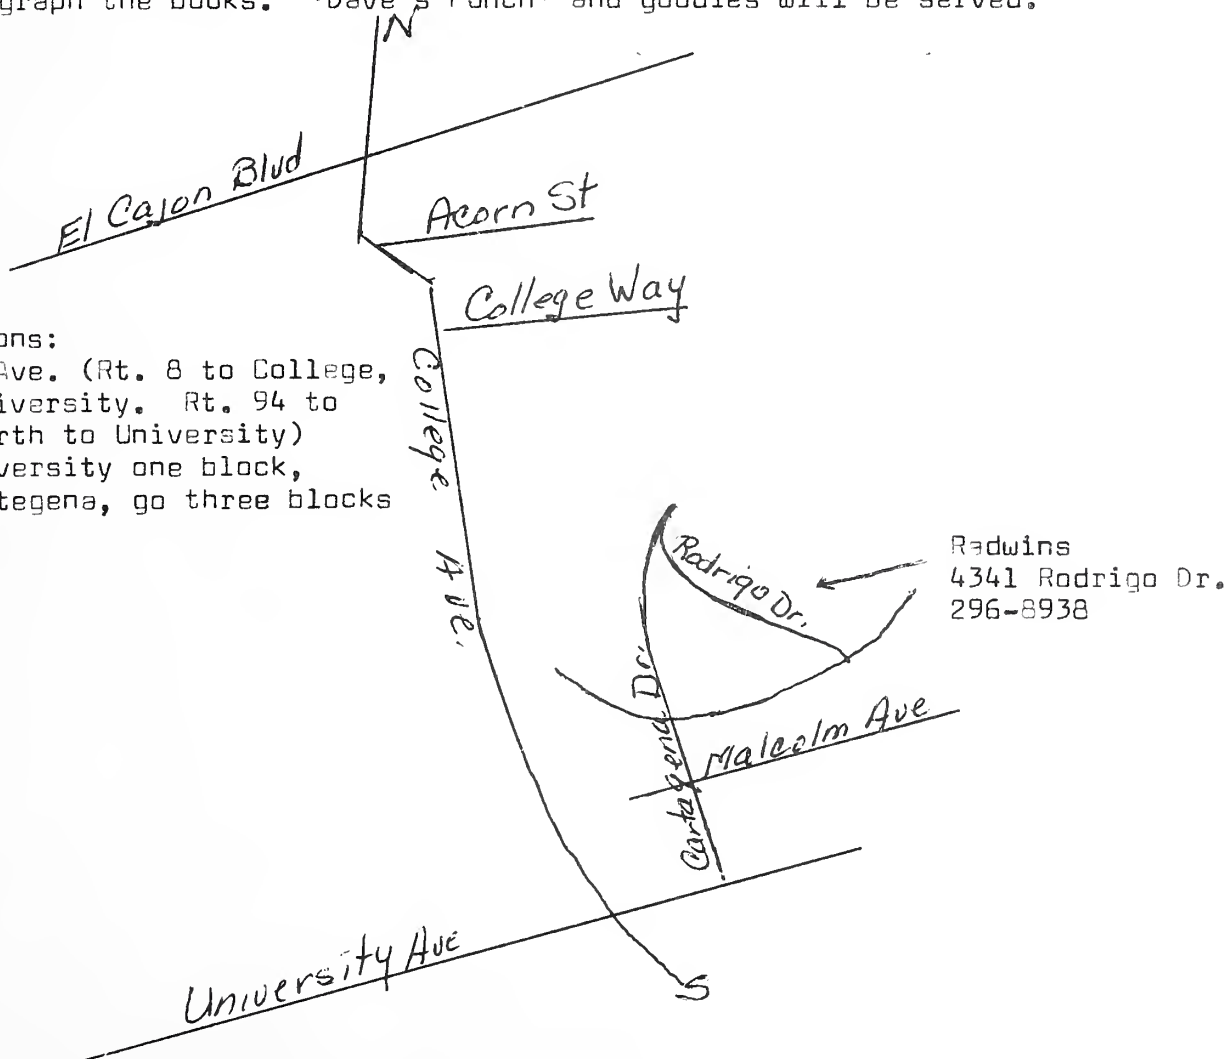 graph the books. "Dave's Punch" and goodies will be served.
N
El Cajon Blvd
Acorn St
College Way
ons:
Ave. (Rt. 8 to College,
iversity. Rt. 94 to
rth to University)
versity one block,
tegena, go three blocks
College Ave.
Rodrigo Dr.
Radwins
4341 Rodrigo Dr.
296-8938
Cartagena Dr.
Malcolm Ave
University Ave
S